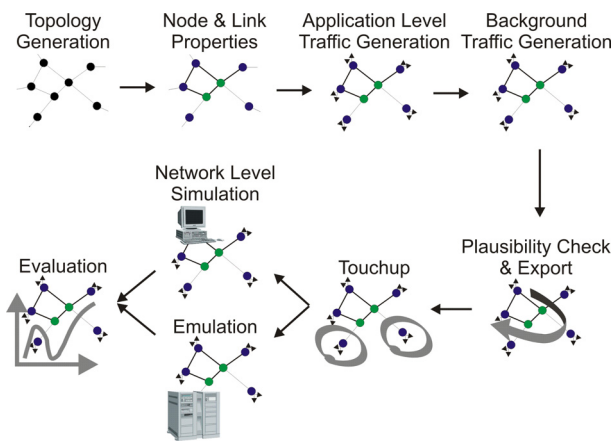 Topology
Generation
Node & Link
Properties
Application Level
Traffic Generation
Background
Traffic Generation
Network Level
Simulation
Evaluation
Emulation
Touchup
Plausibility Check
& Export